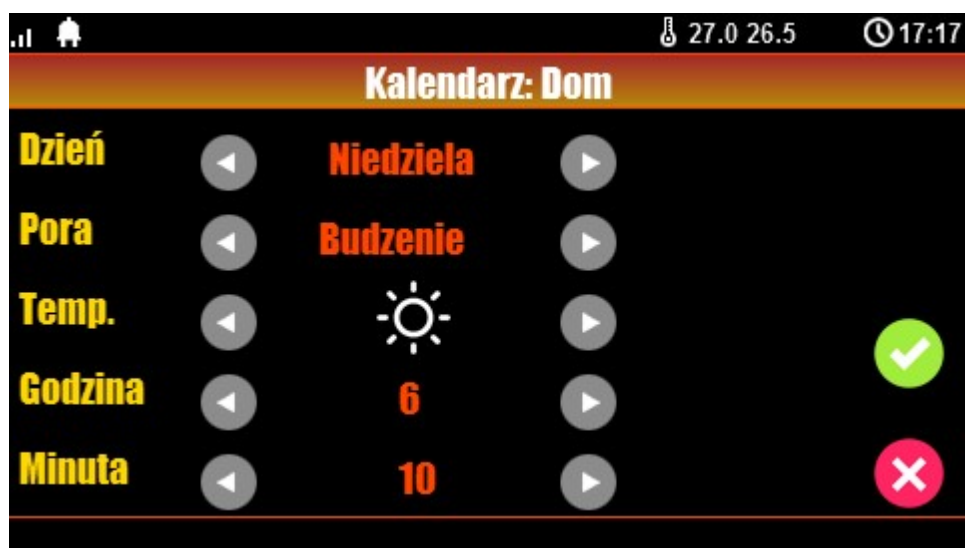 27.0 26.5 17:17
Kalendarz: Dom
Dzień Niedziela
Pora Budzenie
Temp.
Godzina 6
Minuta 10